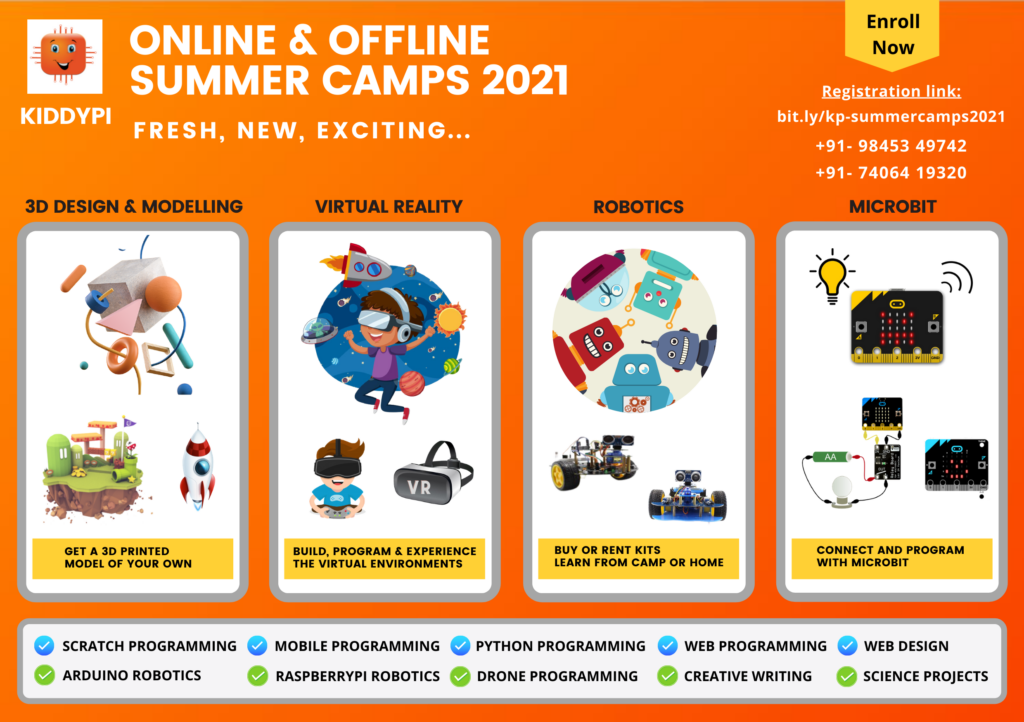 KIDDYPI
ONLINE & OFFLINE
SUMMER CAMPS 2021
FRESH, NEW, EXCITING...
Enroll
Now
Registration link:
bit.ly/kp-summercamps2021
+91- 98453 49742
+91- 74064 19320
3D DESIGN & MODELLING
GET A 3D PRINTED
MODEL OF YOUR OWN
VIRTUAL REALITY
VR
BUILD, PROGRAM & EXPERIENCE
THE VIRTUAL ENVIRONMENTS
ROBOTICS
BUY OR RENT KITS
LEARN FROM CAMP OR HOME
MICROBIT
AA
CONNECT AND PROGRAM
WITH MICROBIT
SCRATCH PROGRAMMING
MOBILE PROGRAMMING
PYTHON PROGRAMMING
WEB PROGRAMMING
WEB DESIGN
ARDUINO ROBOTICS
RASPBERRYPI ROBOTICS
DRONE PROGRAMMING
CREATIVE WRITING
SCIENCE PROJECTS